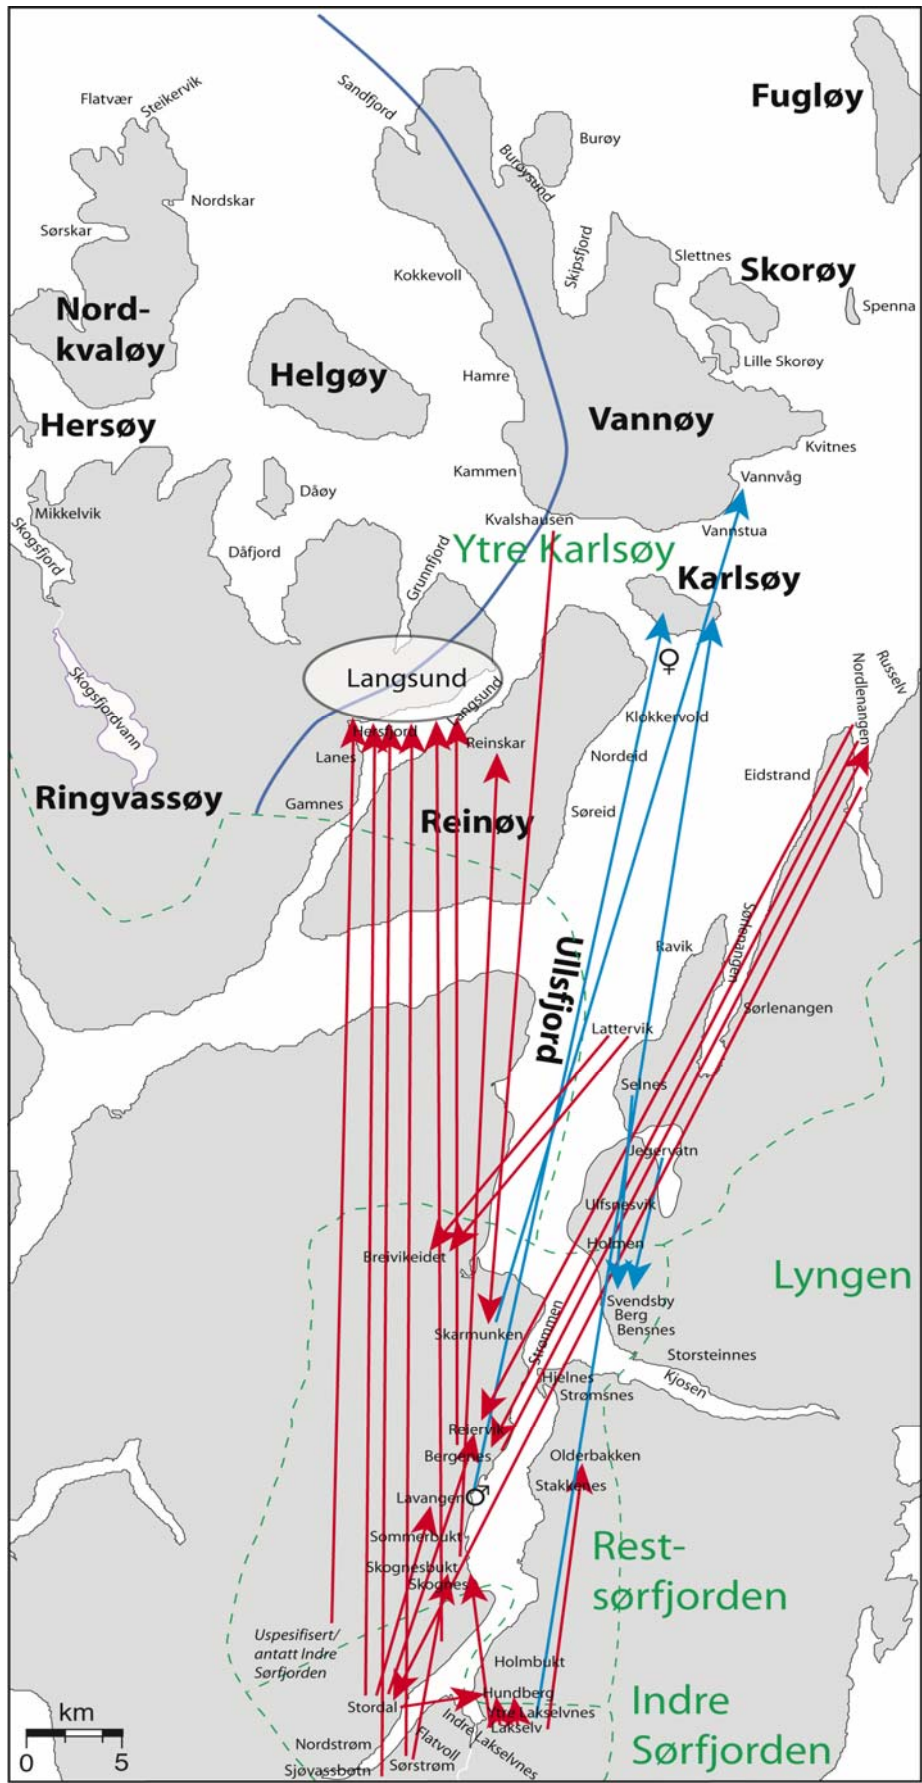 Fugløy
Flatvær
Steikervik
Sandfjord
Burøysund
Burøy
Nordskar
Sørskar
Kokkevoll
Skipsfjord
Slettnes
Skorøy
Spenna
Nord-
kvaløy
Helgøy
Hamre
Lille Skorøy
Hersøy
Vannøy
Kvitnes
Kammen
Vannvåg
Dåøy
Mikkelvik
Skogsfjord
Kvalshausen
Vannstua
Dåfjord
Grunnfjord
Ytre Karlsøy
Karlsøy
♀
Langsund
Langsund
Skogsfjordvann
Russelv
Nordlenangen
Klokkervold
Hersfjord
Reinskar
Lanes
Nordeid
Eidstrand
Ringvassøy
Gamnes
Reinøy
Søreid
Ullsfjord
Ravik
Sørlenangen
Sørlenangen
Lattervik
Selnes
Jegervatn
Ulfsnesvik
Holmen
Breivikeidet
Lyngen
Svendsby
Berg
Bensnes
Skarmunken
Strømmen
Storsteinnes
Kjosen
Hjelnes
Strømsnes
Reiervik
Bergenes
Olderbakken
Stakkenes
Lavangen
♂
Sommerbukt
Skognesbukt
Skognes
Rest-
sørfjorden
Uspesifisert/
antatt Indre
Sørfjorden
Holmbukt
Hundberg
Stordal
Ytre Lakselvnes
Lakselv
Indre Lakselvnes
Indre
Sørfjorden
Nordstrøm
Flatvoll
Sørstrøm
Sjøvassbotn
km
0 5